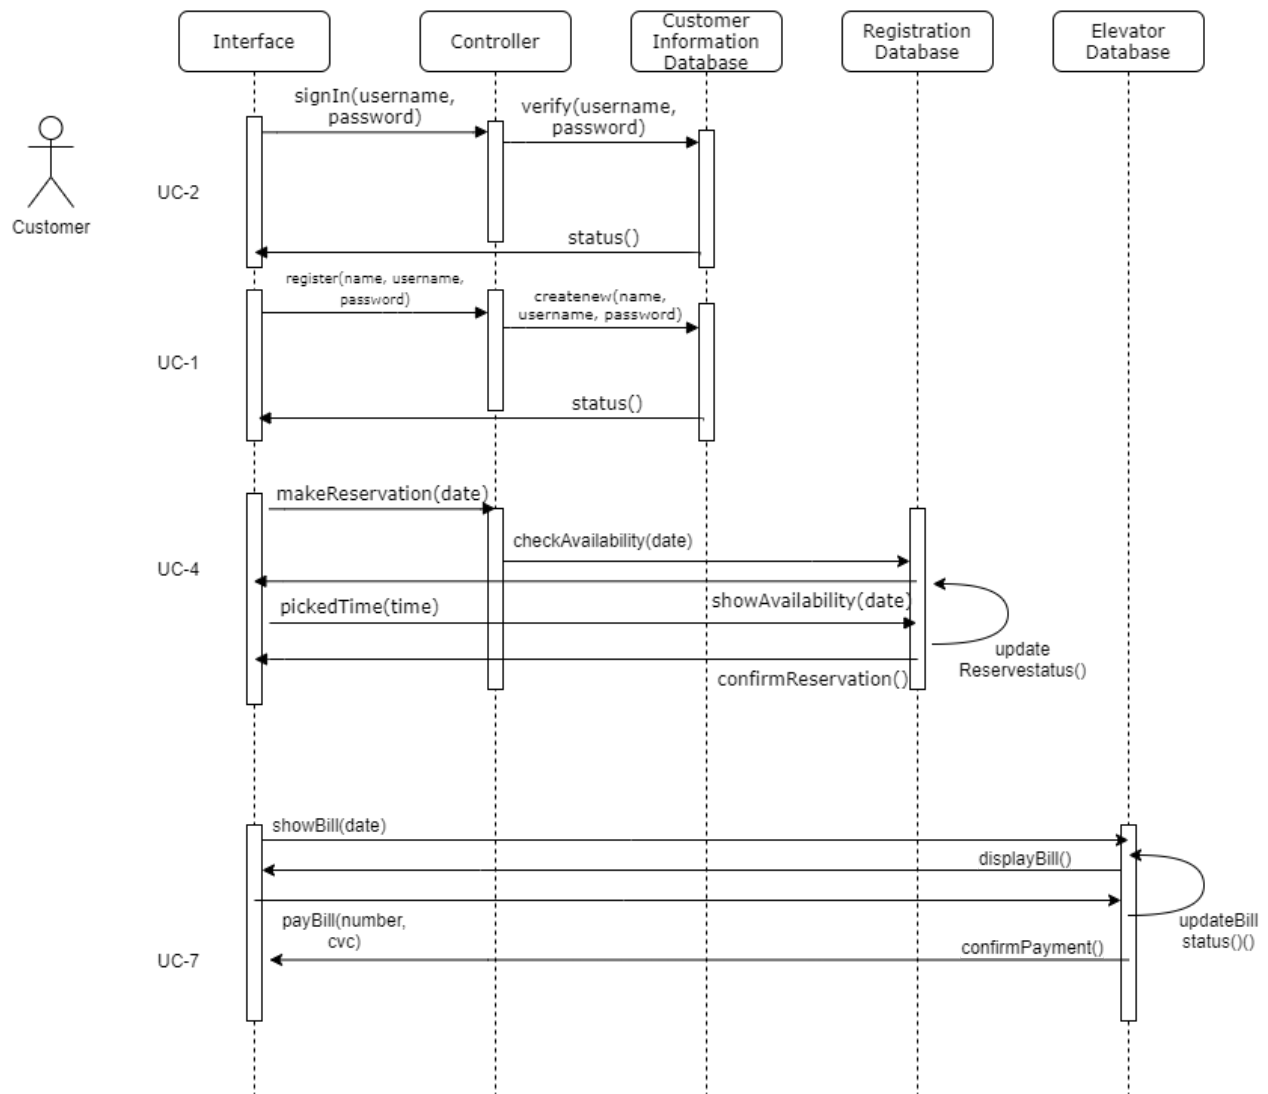 Interface
Controller
Customer
Information
Database
Registration
Database
Elevator
Database
signIn(username,
password)
verify(username,
password)
UC-2
Customer
status()
register(name, username,
password)
createnew(name,
username, password)
UC-1
status()
makeReservation(date)
checkAvailability(date)
UC-4
pickedTime(time)
showAvailability(date)
update
Reservestatus()
confirmReservation()
showBill(date)
displayBill()
payBill(number,
cvc)
updateBill
status()()
confirmPayment()
UC-7